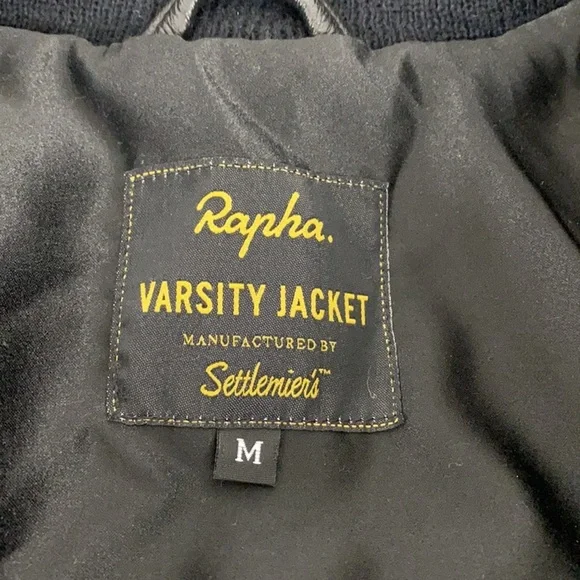 Rapha.
VARSITY JACKET
MANUFACTURED BY
Settlemier's™
M